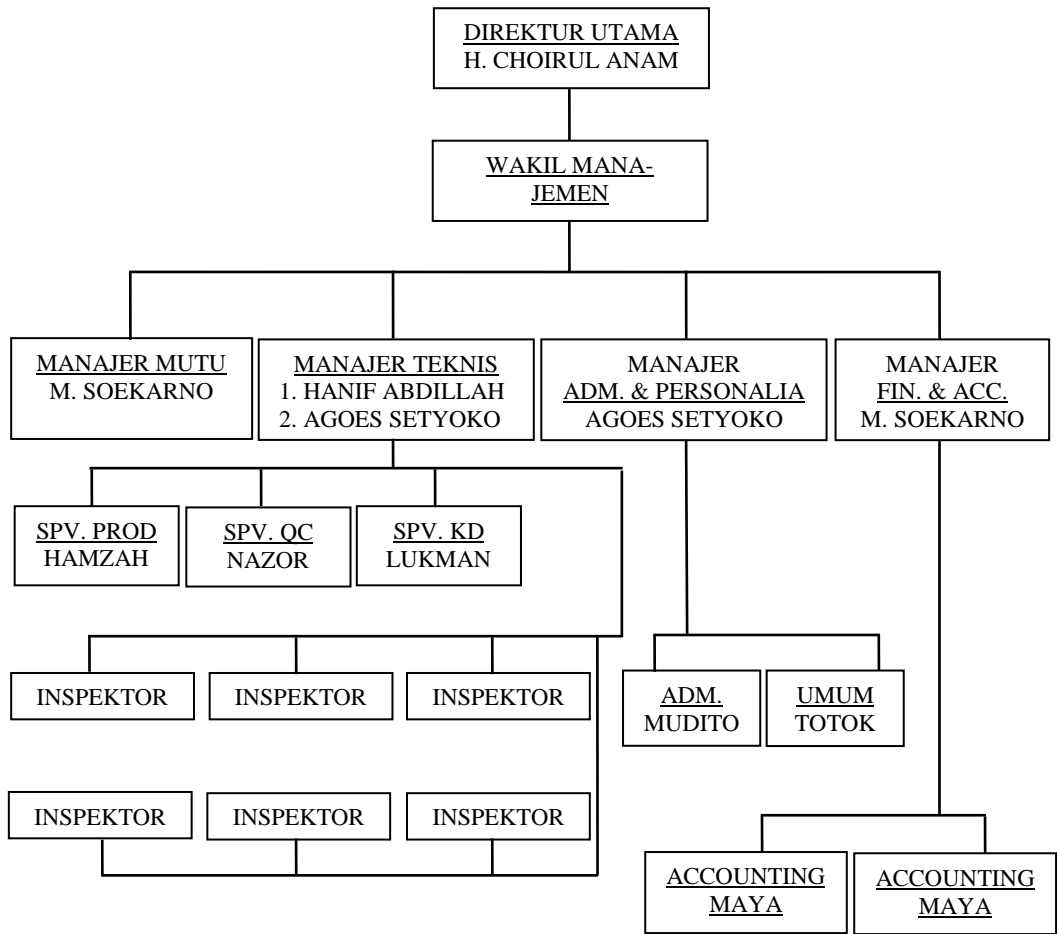 DIREKTUR UTAMA
H. CHOIRUL ANAM
WAKIL MANA-
JEMEN
MANAJER MUTU
M. SOEKARNO
MANAJER TEKNIS
1. HANIF ABDILLAH
2. AGOES SETYOKO
MANAJER
ADM. & PERSONALIA
AGOES SETYOKO
MANAJER
FIN. & ACC.
M. SOEKARNO
SPV. PROD
HAMZAH
SPV. QC
NAZOR
SPV. KD
LUKMAN
INSPEKTOR
INSPEKTOR
INSPEKTOR
ADM.
MUDITO
UMUM
TOTOK
INSPEKTOR
INSPEKTOR
INSPEKTOR
ACCOUNTING
MAYA
ACCOUNTING
MAYA